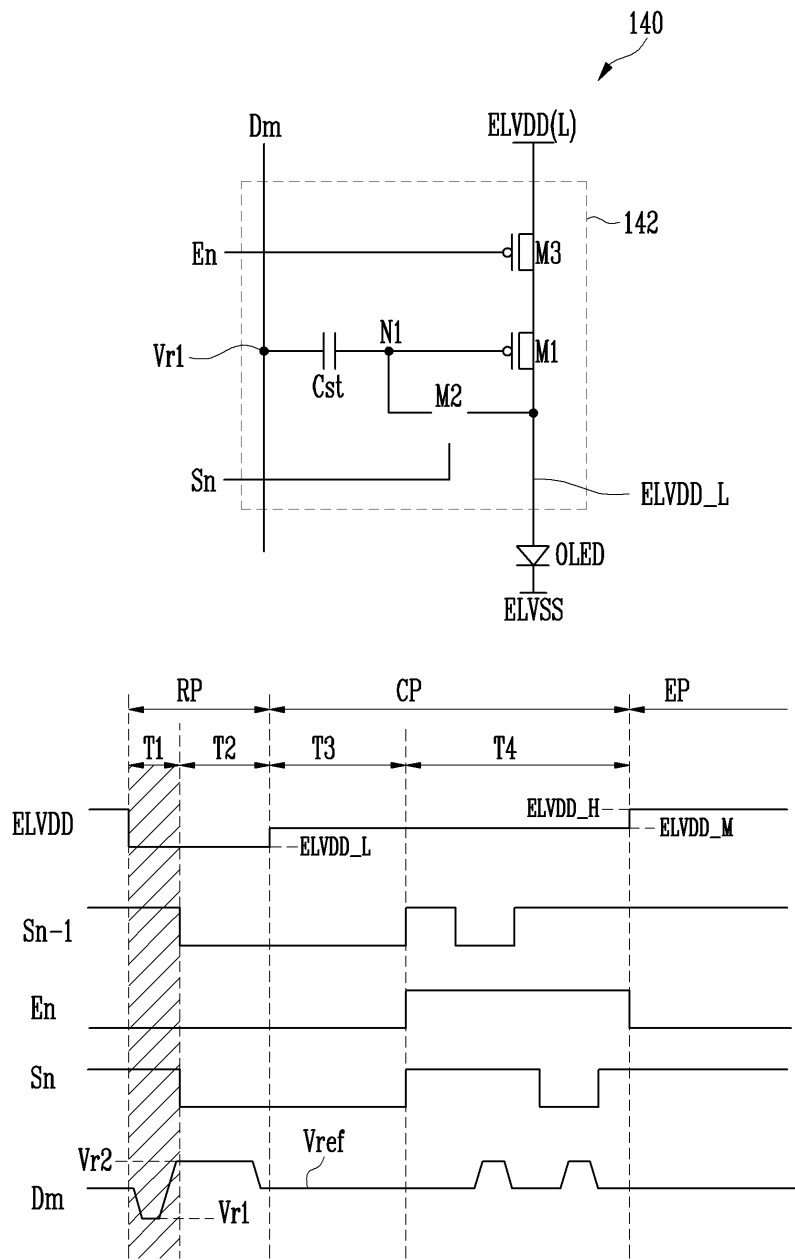 140
Dm
ELVDD(L)
142
En
M3
Vr1
N1
M1
Cst
M2
Sn
ELVDD_L
OLED
ELVSS
RP
CP
EP
T1
T2
T3
T4
ELVDD
ELVDD_H
ELVDD_M
ELVDD_L
Sn-1
En
Sn
Vr2
Vref
Dm
Vr1